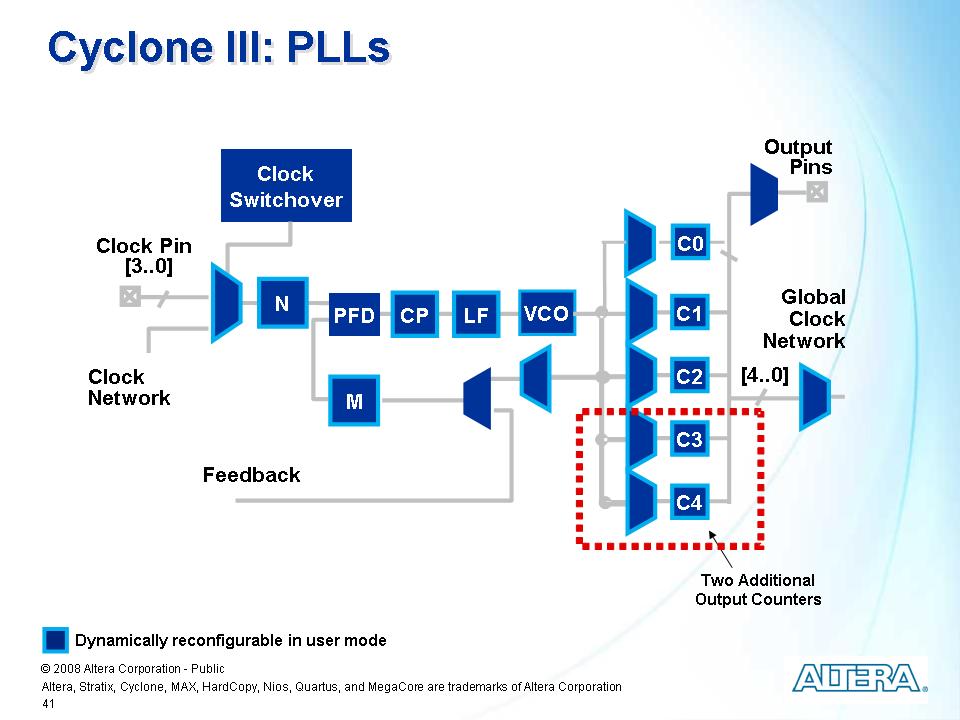 Cyclone III: PLLs
Output
Pins
Clock
Switchover
Clock Pin
[3..0]
C0
N
PFD
CP
LF
VCO
C1
Global
Clock
Network
Clock
Network
M
C2
[4..0]
C3
Feedback
C4
Two Additional
Output Counters
Dynamically reconfigurable in user mode
© 2008 Altera Corporation - Public
Altera, Stratix, Cyclone, MAX, HardCopy, Nios, Quartus, and MegaCore are trademarks of Altera Corporation
41
ALTERA®